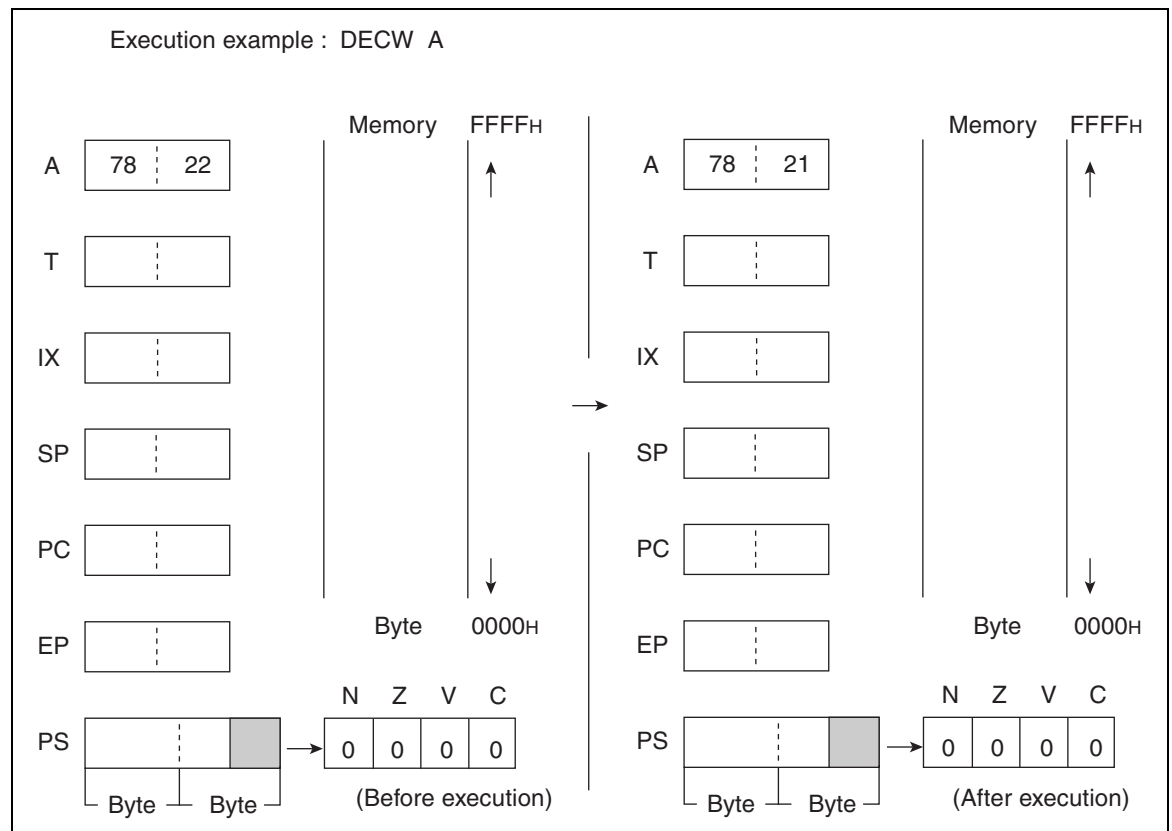 Execution example : DECW A
Memory FFFFH
A 78 22
T
IX
SP
PC
Byte 0000H
EP
N Z V C
PS 0 0 0 0
Byte Byte (Before execution)
Memory FFFFH
A 78 21
T
IX
SP
PC
Byte 0000H
EP
N Z V C
PS 0 0 0 0
Byte Byte (After execution)